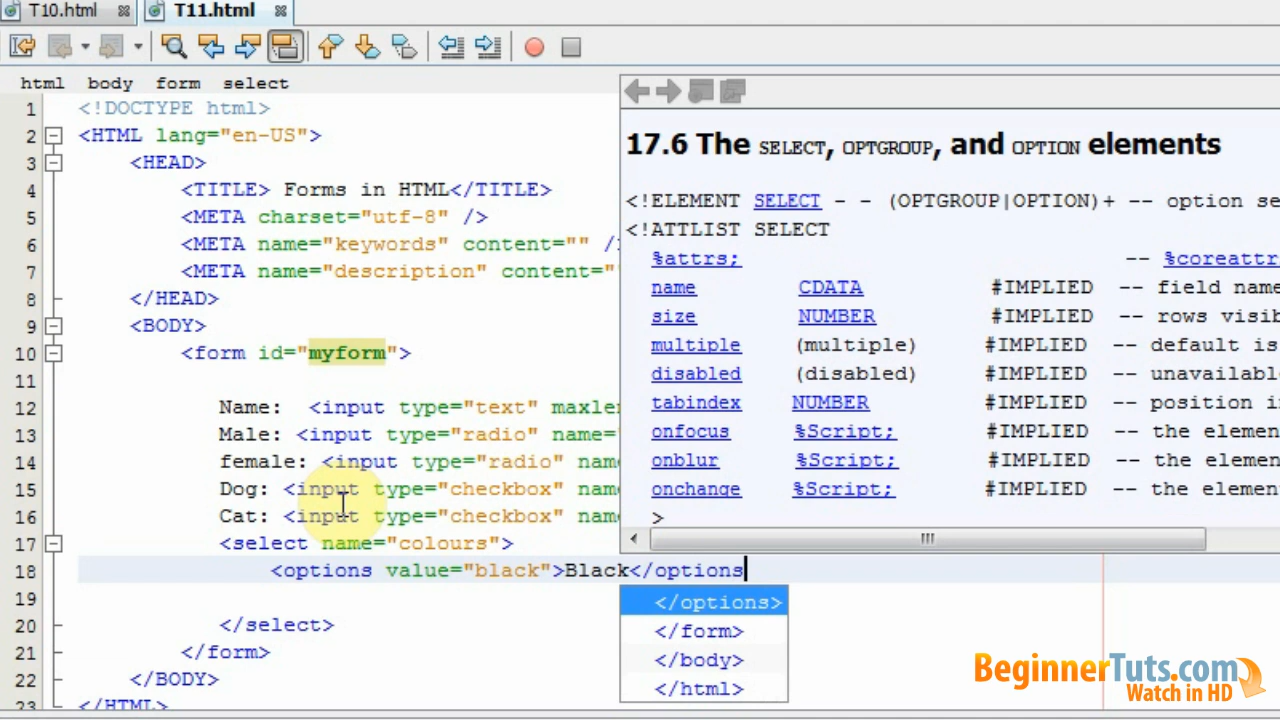 T10.html
T11.html
html body form select
1 <!DOCTYPE html>
2 <HTML lang="en-US">
3 <HEAD>
4 <TITLE> Forms in HTML</TITLE>
5 <META charset="utf-8" />
6 <META name="keywords" content="" />
7 <META name="description" content="
8 </HEAD>
9 <BODY>
10 <form id="myform">
11
12 Name: <input type="text" maxlen
13 Male: <input type="radio" name=
14 female: <input type="radio" name
15 Dog: <input type="checkbox" name
16 Cat: <input type="checkbox" name
17 <select name="colours">
18 <options value="black">Black</options
19
20 </select>
21 </form>
22 </BODY>
23 </HTML>
17.6 The SELECT, OPTGROUP, and OPTION elements
<!ELEMENT SELECT - - (OPTGROUP|OPTION)+ -- option se
<!ATTLIST SELECT
%attrs; -- %coreattr
name CDATA #IMPLIED -- field name
size NUMBER #IMPLIED -- rows visib
multiple (multiple) #IMPLIED -- default is
disabled (disabled) #IMPLIED -- unavailabl
tabindex NUMBER #IMPLIED -- position i
onfocus %Script; #IMPLIED -- the elemen
onblur %Script; #IMPLIED -- the elemen
onchange %Script; #IMPLIED -- the elemen
>
</options>
</form>
</body>
</html>
BeginnerTuts.com
Watch in HD